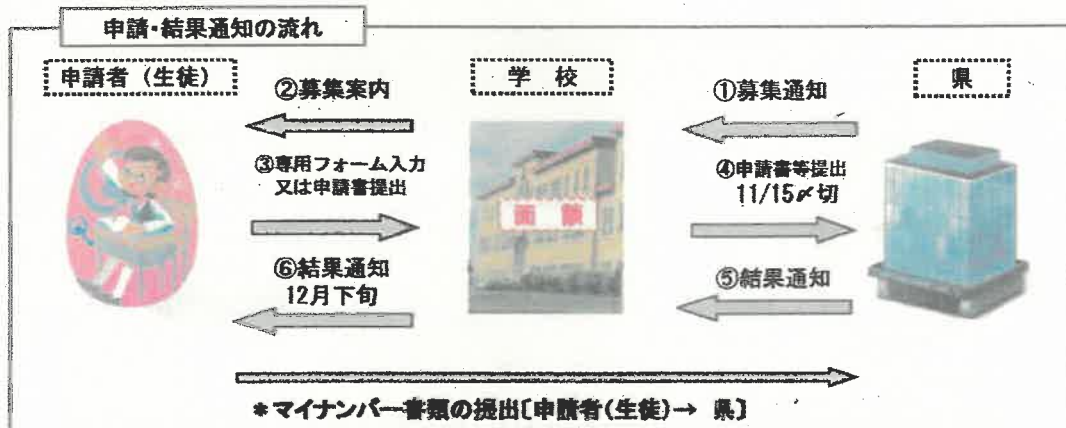 申請・結果通知の流れ
申請者（生徒）
学 校
県
②募集案内
①募集通知
③専用フォーム入力
又は申請書提出
④申請書等提出
11/15〆切
面 談
⑥結果通知
12月下旬
⑤結果通知
＊マイナンバー書類の提出〔申請者(生徒)→ 県〕